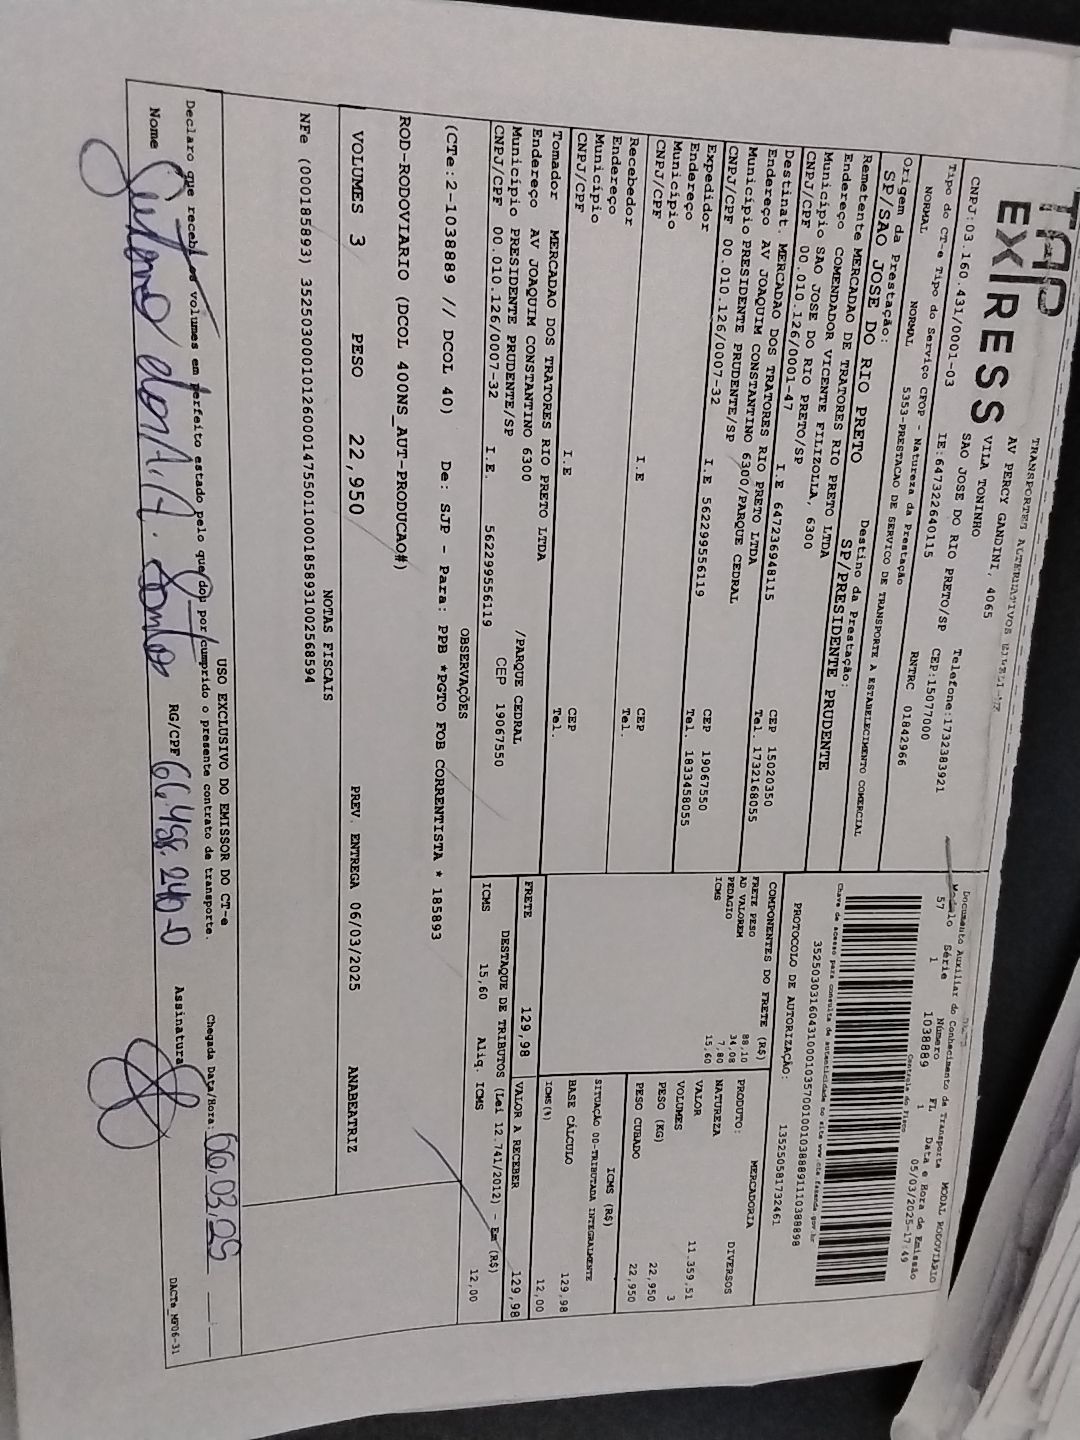 TAP
EXPRESS
TRANSPORTES ALTERNATIVOS EIRELI-ME
AV PERCY GANDINI, 4065
VILA TONINHO
SAO JOSE DO RIO PRETO/SP CEP:15077000
CNPJ:03.160.431/0001-03 IE:647322640115 Telefone:1732383921
Documento Auxiliar do Conhecimento de Transporte MODAL RODOVIÁRIO
Modelo Série Número FL Data e Hora de Emissão
57 1 1038889 1 05/03/2025-17:49
Controle do Fisco
Chave de acesso para consulta de autenticidade no site www.cte.fazenda.gov.br
PROTOCOLO DE AUTORIZAÇÃO: 135250581732461
Tipo do CT-e Tipo do Serviço CFOP - Natureza da Prestação RNTRC 01842966
NORMAL NORMAL 5353-PRESTACAO DE SERVICO DE TRANSPORTE A ESTABELECIMENTO COMERCIAL
Origem da Prestação: Destino da Prestação:
SP/SAO JOSE DO RIO PRETO SP/PRESIDENTE PRUDENTE
Remetente MERCADAO DE TRATORES RIO PRETO LTDA
Endereço COMENDADOR VICENTE FILIZOLLA, 6300
Município SAO JOSE DO RIO PRETO/SP CEP 15020350
CNPJ/CPF 00.010.126/0001-47 I.E 647236948115 Tel. 1732168055
Destinat. MERCADAO DOS TRATORES RIO PRETO LTDA
Endereço AV JOAQUIM CONSTANTINO 6300/PARQUE CEDRAL
Município PRESIDENTE PRUDENTE/SP CEP 19067550
CNPJ/CPF 00.010.126/0007-32 I.E 562299556119 Tel. 1833458055
Expedidor
Endereço
Município CEP
CNPJ/CPF I.E Tel.
Recebedor
Endereço
Município CEP
CNPJ/CPF I.E Tel.
Tomador MERCADAO DOS TRATORES RIO PRETO LTDA
Endereço AV JOAQUIM CONSTANTINO 6300 /PARQUE CEDRAL
Município PRESIDENTE PRUDENTE/SP CEP 19067550
CNPJ/CPF 00.010.126/0007-32 I.E. 562299556119
COMPONENTES DO FRETE (R$)
FRETE PESO 88,10
AD VALOREM 34,08
PEDAGIO 7,80
ICMS 15,60
FRETE 129,98
PRODUTO: MERCADORIA
NATUREZA DIVERSOS
VALOR 11.359,51
VOLUMES 3
PESO (KG) 22,950
PESO CUBADO 22,950
ICMS (R$)
SITUAÇÃO 00-TRIBUTADA INTEGRALMENTE
BASE CÁLCULO 129,98
ICMS(%) 12,00
VALOR A RECEBER 129,98
DESTAQUE DE TRIBUTOS (Lei 12.741/2012) - Em (R$)
ICMS 15,60 Aliq. ICMS 12,00
OBSERVAÇÕES
(CTe:2-1038889 // DCOL 40) De: SJP - Para: PPB *PGTO FOB CORRENTISTA * 185893
ROD-RODOVIARIO (DCOL 400NS_AUT-PRODUCAO#)
VOLUMES 3 PESO 22,950 PREV. ENTREGA 06/03/2025 ANABEATRIZ
NOTAS FISCAIS
NFe (000185893) 35250300010126000147550110001858931002568594
USO EXCLUSIVO DO EMISSOR DO CT-e
Declaro que recebi os volumes em perfeito estado pelo que dou por cumprido o presente contrato de transporte. Chegada Data/Hora: 06.03.25
Nome RG/CPF 66.458.240-0 Assinatura
DACTe_MF06-31